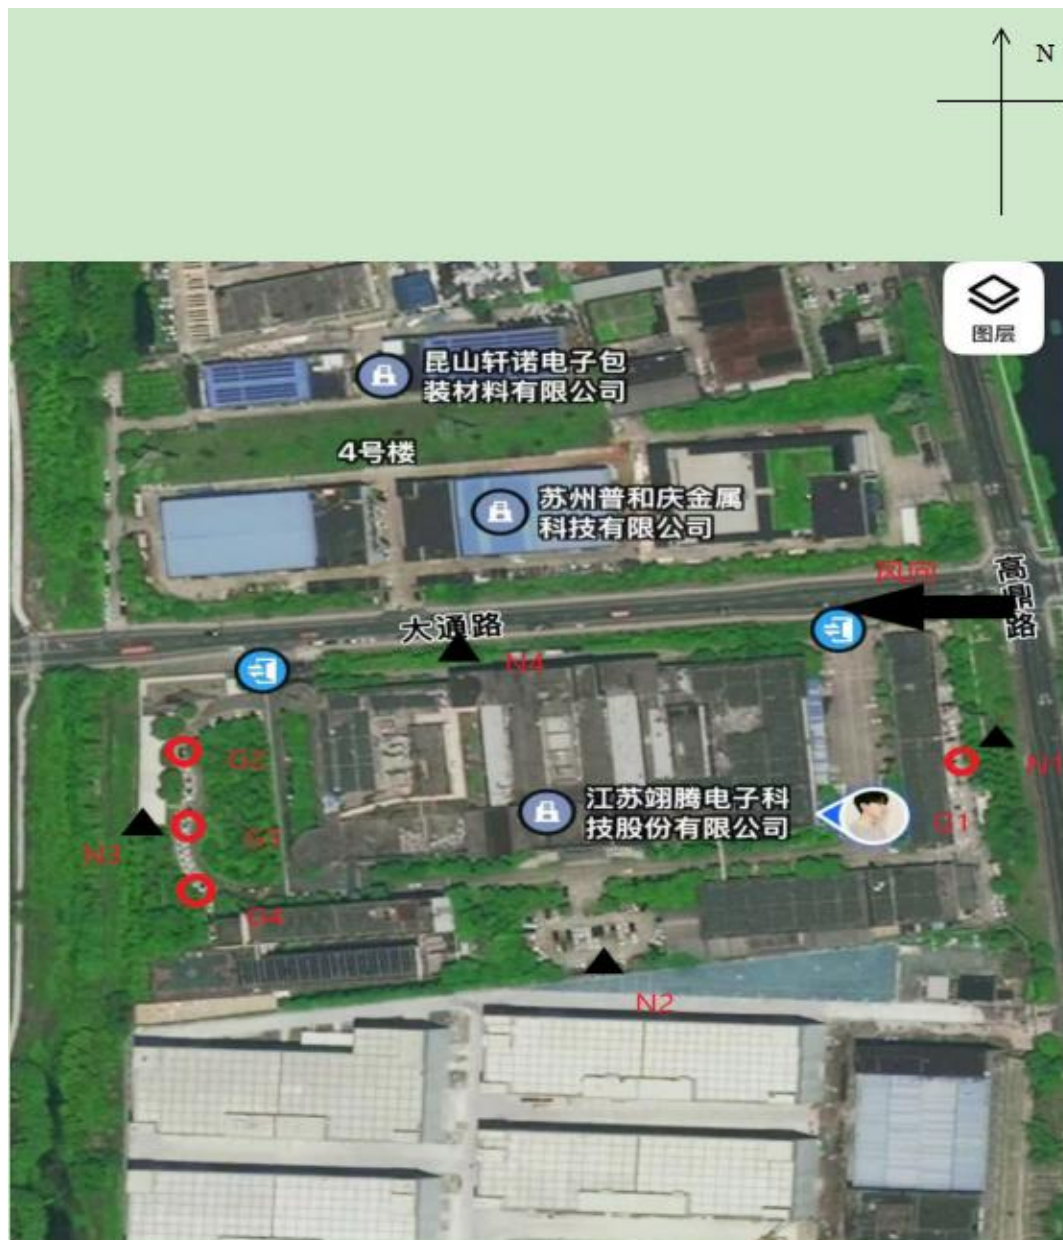 N
图层
昆山轩诺电子包
装材料有限公司
4号楼
苏州普和庆金属
科技有限公司
风向
高鼎路
大通路
N4
G2
N1
江苏翊腾电子科
技股份有限公司
G1
G3
N3
G4
N2